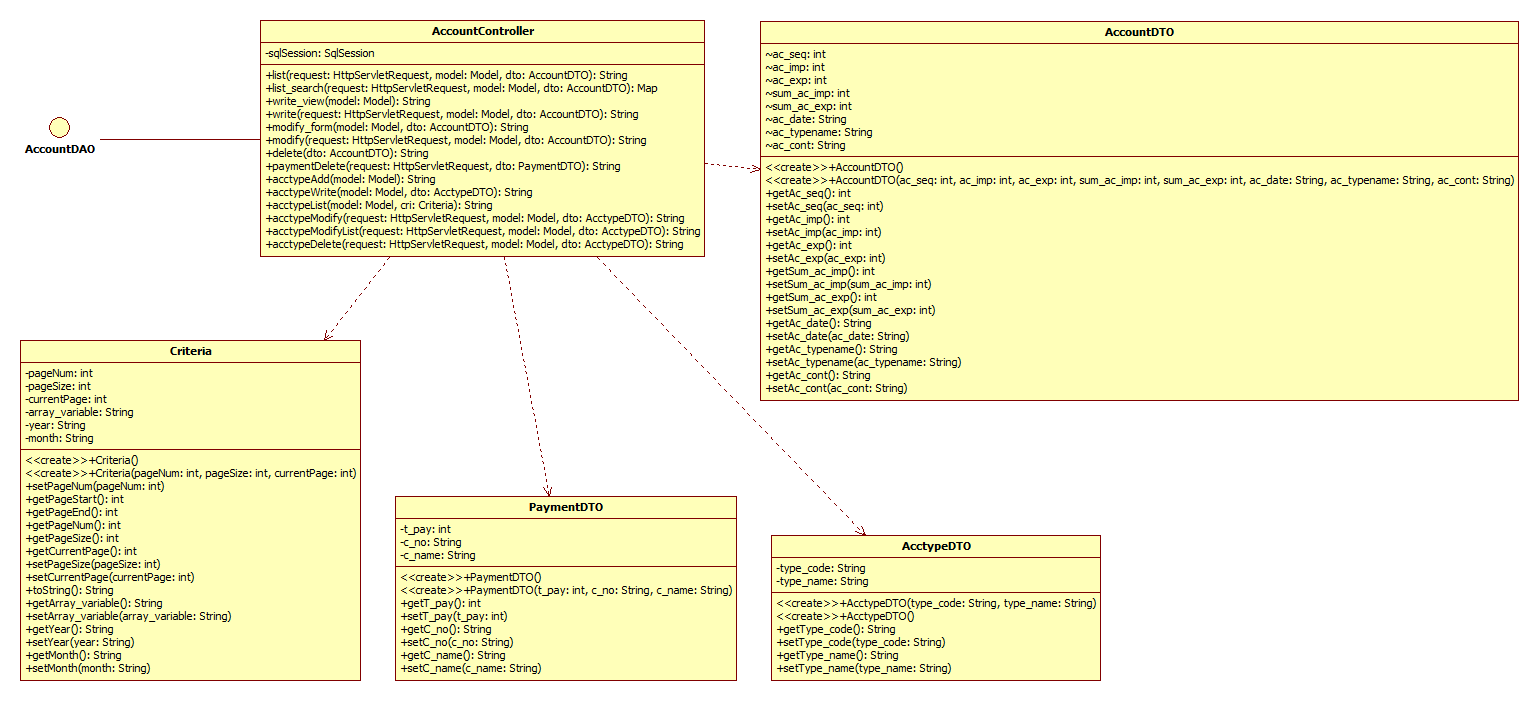 AccountDAO
AccountController
-sqlSession: SqlSession
+list(request: HttpServletRequest, model: Model, dto: AccountDTO): String
+list_search(request: HttpServletRequest, model: Model, dto: AccountDTO): Map
+write_view(model: Model): String
+write(request: HttpServletRequest, model: Model, dto: AccountDTO): String
+modify_form(model: Model, dto: AccountDTO): String
+modify(request: HttpServletRequest, model: Model, dto: AccountDTO): String
+delete(dto: AccountDTO): String
+paymentDelete(request: HttpServletRequest, dto: PaymentDTO): String
+acctypeAdd(model: Model): String
+acctypeWrite(model: Model, dto: AcctypeDTO): String
+acctypeList(model: Model, cri: Criteria): String
+acctypeModify(request: HttpServletRequest, model: Model, dto: AcctypeDTO): String
+acctypeModifyList(request: HttpServletRequest, model: Model, dto: AcctypeDTO): String
+acctypeDelete(request: HttpServletRequest, model: Model, dto: AcctypeDTO): String
AccountDTO
~ac_seq: int
~ac_imp: int
~ac_exp: int
~sum_ac_imp: int
~sum_ac_exp: int
~ac_date: String
~ac_typename: String
~ac_cont: String
<<create>>+AccountDTO()
<<create>>+AccountDTO(ac_seq: int, ac_imp: int, ac_exp: int, sum_ac_imp: int, sum_ac_exp: int, ac_date: String, ac_typename: String, ac_cont: String)
+getAc_seq(): int
+setAc_seq(ac_seq: int)
+getAc_imp(): int
+setAc_imp(ac_imp: int)
+getAc_exp(): int
+setAc_exp(ac_exp: int)
+getSum_ac_imp(): int
+setSum_ac_imp(sum_ac_imp: int)
+getSum_ac_exp(): int
+setSum_ac_exp(sum_ac_exp: int)
+getAc_date(): String
+setAc_date(ac_date: String)
+getAc_typename(): String
+setAc_typename(ac_typename: String)
+getAc_cont(): String
+setAc_cont(ac_cont: String)
Criteria
-pageNum: int
-pageSize: int
-currentPage: int
-array_variable: String
-year: String
-month: String
<<create>>+Criteria()
<<create>>+Criteria(pageNum: int, pageSize: int, currentPage: int)
+setPageNum(pageNum: int)
+getPageStart(): int
+getPageEnd(): int
+getPageNum(): int
+getPageSize(): int
+getCurrentPage(): int
+setPageSize(pageSize: int)
+setCurrentPage(currentPage: int)
+toString(): String
+getArray_variable(): String
+setArray_variable(array_variable: String)
+getYear(): String
+setYear(year: String)
+getMonth(): String
+setMonth(month: String)
PaymentDTO
-t_pay: int
-c_no: String
-c_name: String
<<create>>+PaymentDTO()
<<create>>+PaymentDTO(t_pay: int, c_no: String, c_name: String)
+getT_pay(): int
+setT_pay(t_pay: int)
+getC_no(): String
+setC_no(c_no: String)
+getC_name(): String
+setC_name(c_name: String)
AcctypeDTO
-type_code: String
-type_name: String
<<create>>+AcctypeDTO(type_code: String, type_name: String)
<<create>>+AcctypeDTO()
+getType_code(): String
+setType_code(type_code: String)
+getType_name(): String
+setType_name(type_name: String)